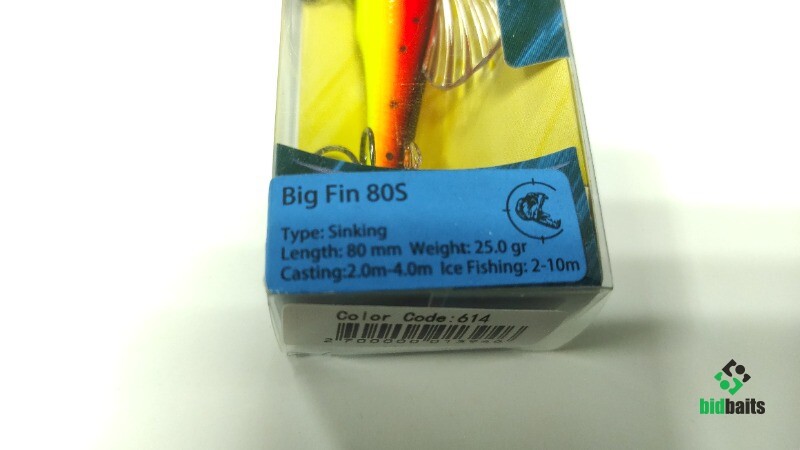 Big Fin 80S
Type: Sinking
Length: 80 mm Weight: 25.0 gr
Casting:2.0m-4.0m Ice Fishing: 2-10m
Color Code:614
bidbaits